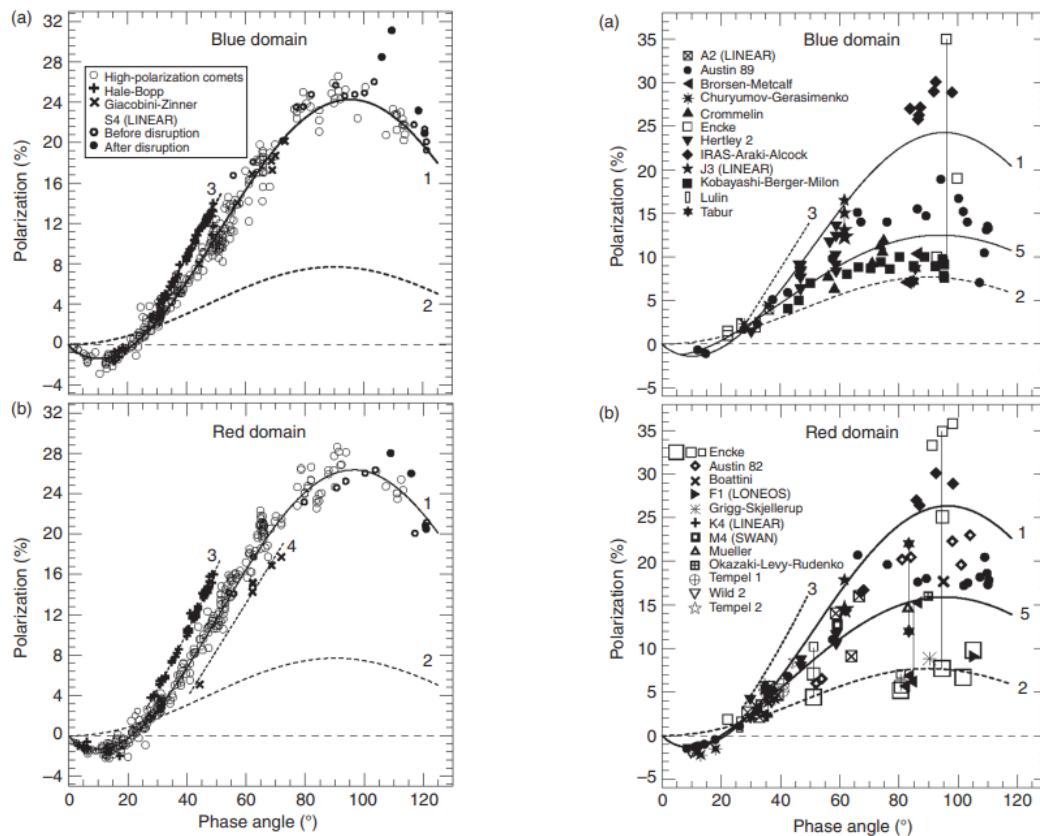 (a)
Blue domain
High-polarization comets
Hale-Bopp
Giacobini-Zinner
S4 (LINEAR)
Before disruption
After disruption
32
28
24
20
16
12
8
4
0
−4
Polarization (%)
3
1
2
(b)
Red domain
32
28
24
20
16
12
8
4
0
−4
Polarization (%)
3
4
1
2
0
20
40
60
80
100
120
Phase angle (°)
(a)
Blue domain
A2 (LINEAR)
Austin 89
Brorsen-Metcalf
Churyumov-Gerasimenko
Crommelin
Encke
Hertley 2
IRAS-Araki-Alcock
J3 (LINEAR)
Kobayashi-Berger-Milon
Lulin
Tabur
35
30
25
20
15
10
5
0
−5
Polarization (%)
3
1
5
2
(b)
Red domain
Encke
Austin 82
Boattini
F1 (LONEOS)
Grigg-Skjellerup
K4 (LINEAR)
M4 (SWAN)
Mueller
Okazaki-Levy-Rudenko
Tempel 1
Wild 2
Tempel 2
35
30
25
20
15
10
5
0
−5
Polarization (%)
3
1
5
2
0
20
40
60
80
100
120
Phase angle (°)